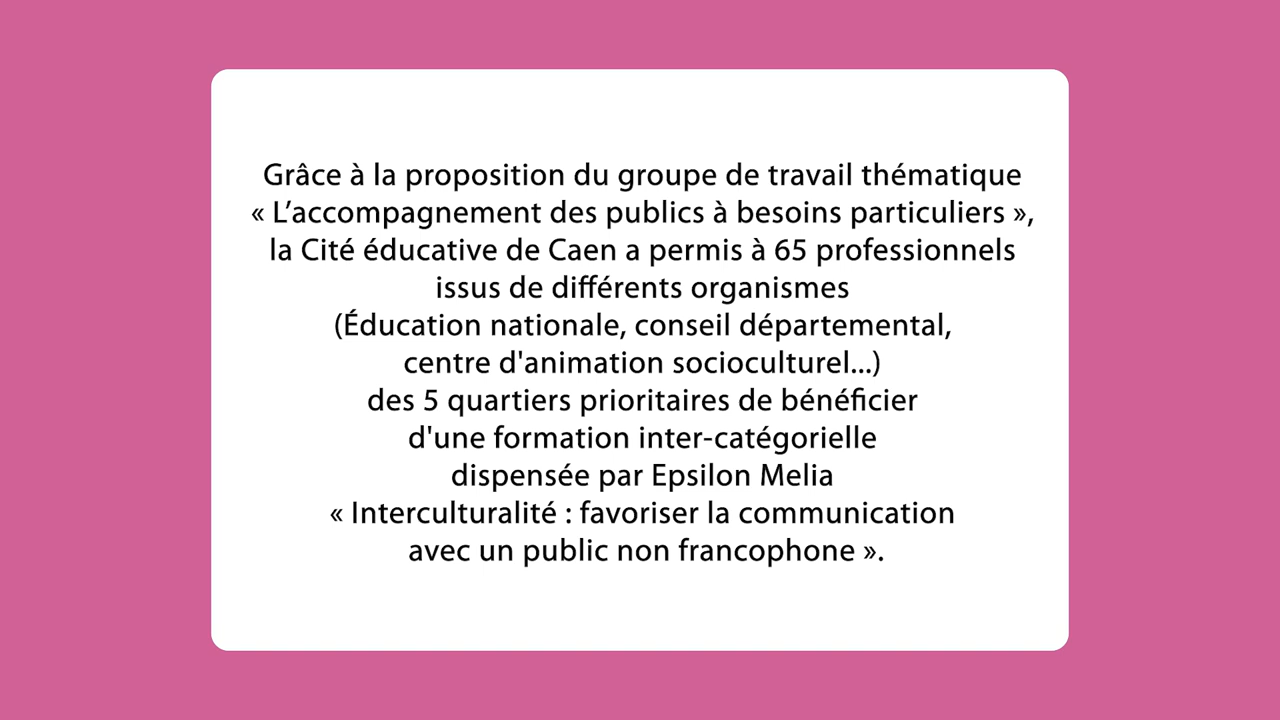 Grâce à la proposition du groupe de travail thématique
« L’accompagnement des publics à besoins particuliers »,
la Cité éducative de Caen a permis à 65 professionnels
issus de différents organismes
(Éducation nationale, conseil départemental,
centre d'animation socioculturel...)
des 5 quartiers prioritaires de bénéficier
d'une formation inter-catégorielle
dispensée par Epsilon Melia
« Interculturalité : favoriser la communication
avec un public non francophone ».